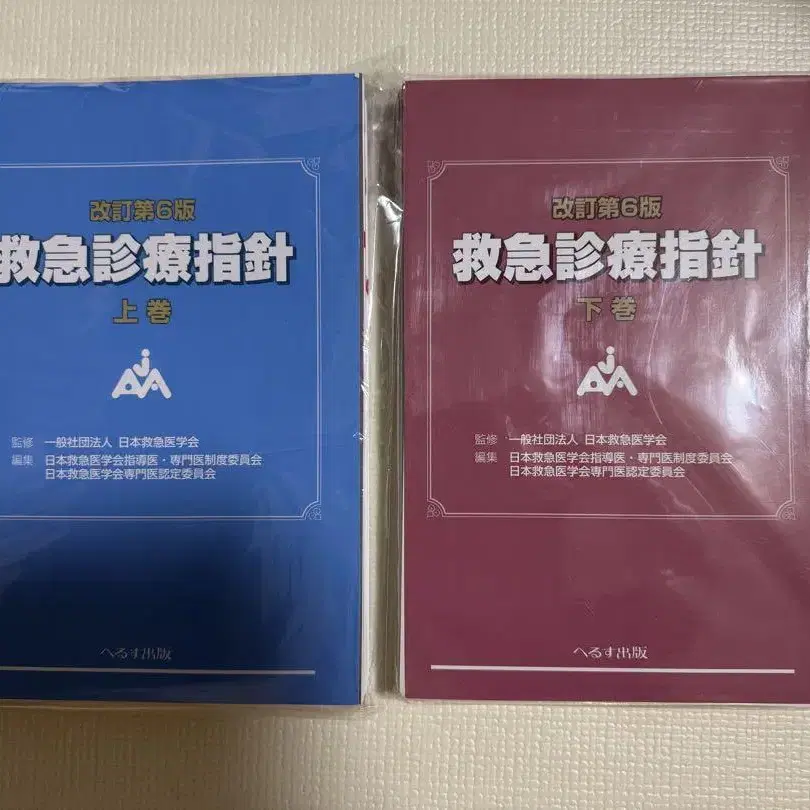 改訂第6版
救急診療指針
上巻
監修 一般社団法人 日本救急医学会
編集 日本救急医学会指導医・専門医制度委員会
日本救急医学会専門医認定委員会
へるす出版
改訂第6版
救急診療指針
下巻
監修 一般社団法人 日本救急医学会
編集 日本救急医学会指導医・専門医制度委員会
日本救急医学会専門医認定委員会
へるす出版